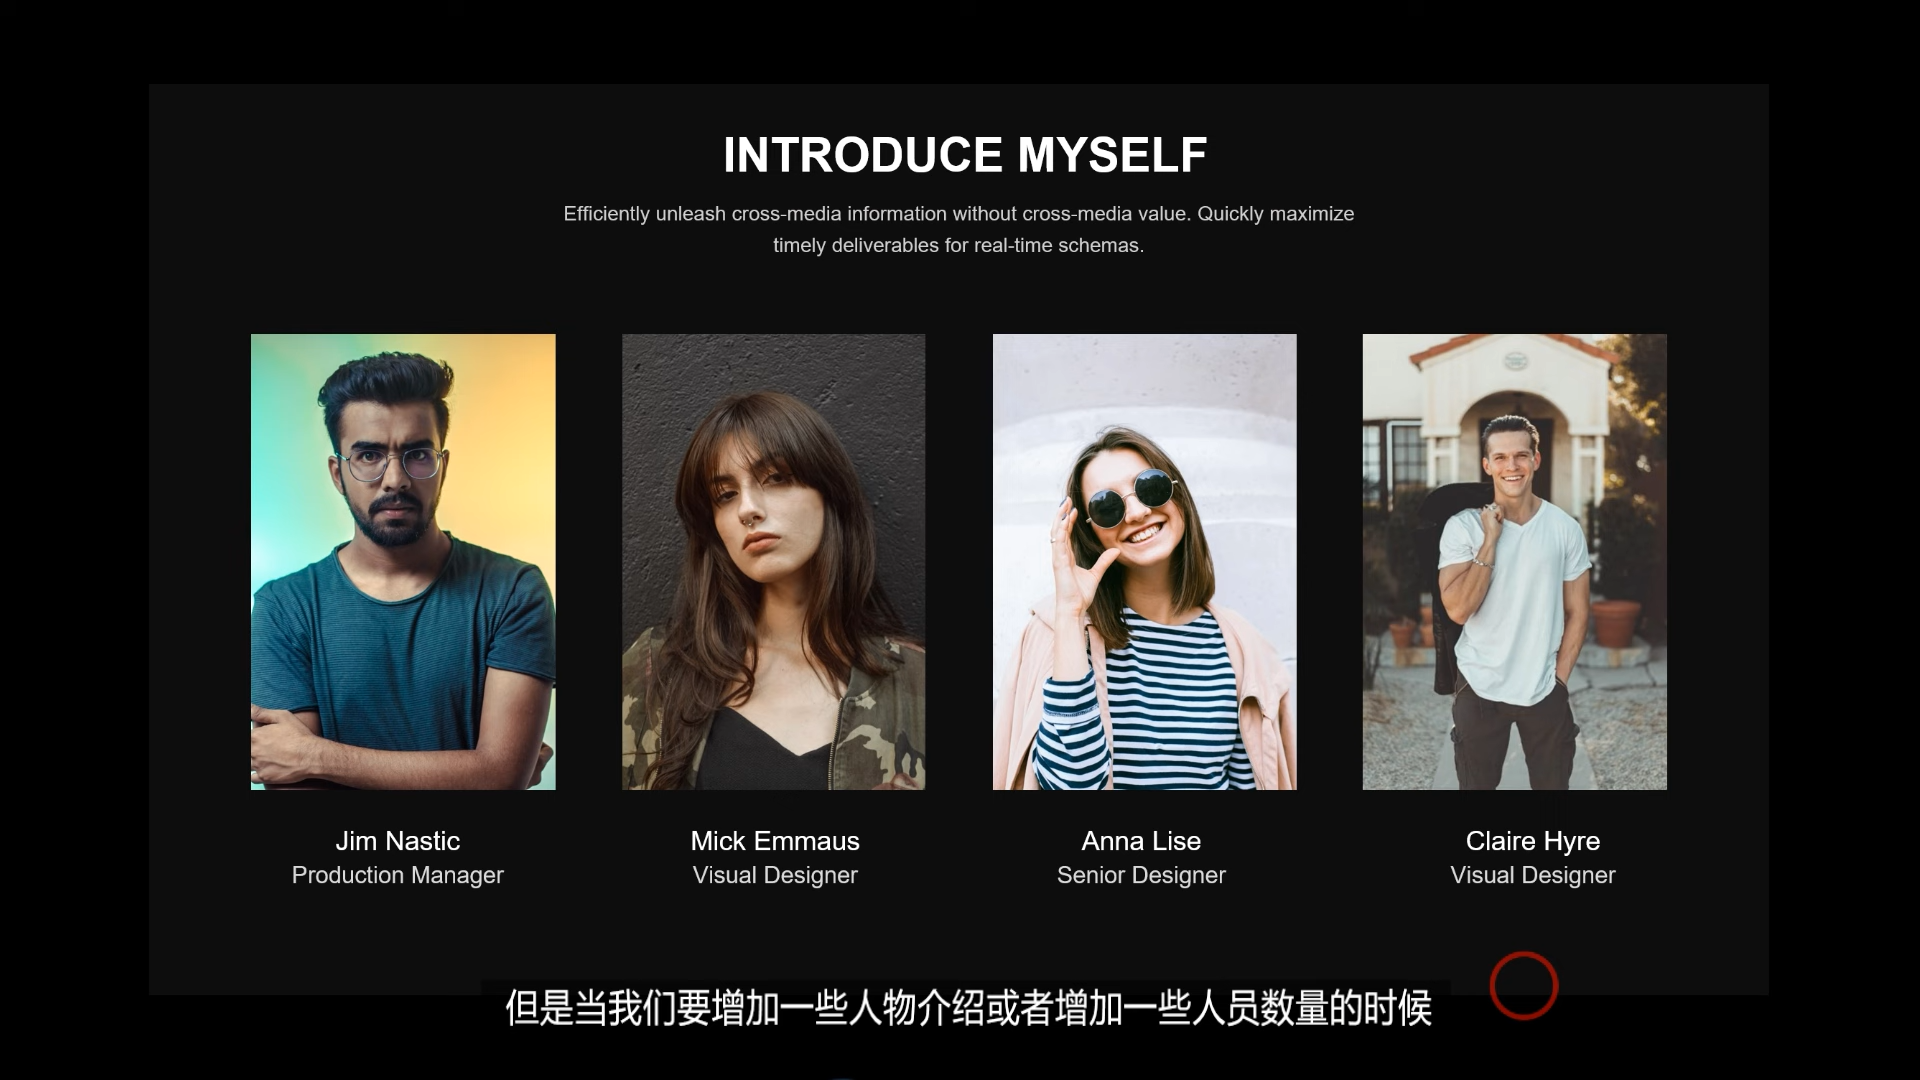 INTRODUCE MYSELF
Efficiently unleash cross-media information without cross-media value. Quickly maximize
timely deliverables for real-time schemas.
Jim Nastic
Production Manager
Mick Emmaus
Visual Designer
Anna Lise
Senior Designer
Claire Hyre
Visual Designer
但是当我们要增加一些人物介绍或者增加一些人员数量的时候